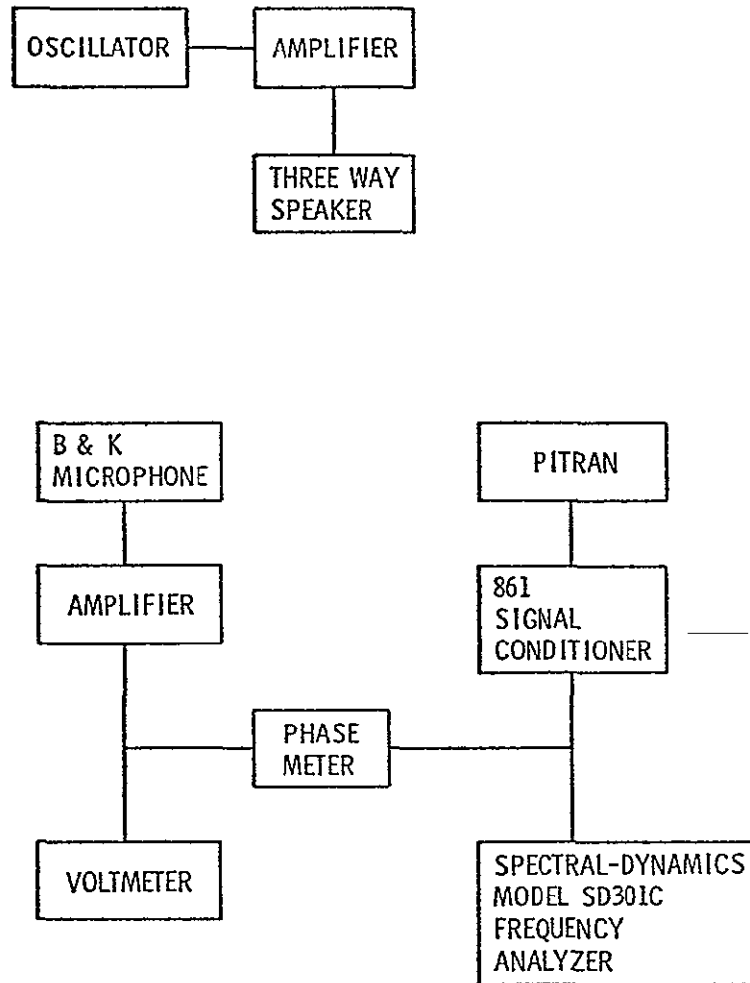 OSCILLATOR
AMPLIFIER
THREE WAY
SPEAKER
B & K
MICROPHONE
PITRAN
AMPLIFIER
861
SIGNAL
CONDITIONER
PHASE
METER
VOLTMETER
SPECTRAL-DYNAMICS
MODEL SD301C
FREQUENCY
ANALYZER